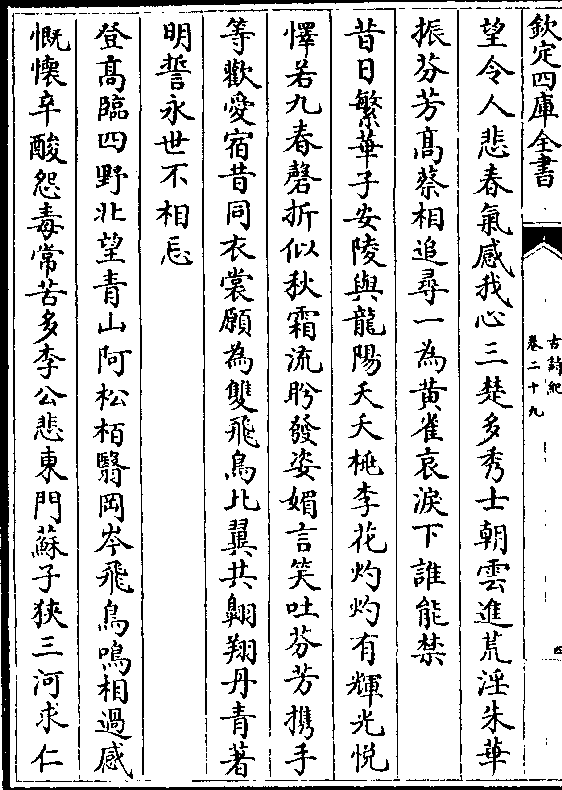 欽定四庫全書
古詩紀
卷二十九
四
望令人悲春氣感我心三楚多秀士朝雲進荒淫朱華
振芬芳髙蔡相追尋一為黄雀哀淚下誰能禁
昔日繁華子安陵與龍陽夭夭桃李花灼灼有輝光悦
懌若九春磬折似秋霜流盼發姿媚言笑吐芬芳攜手
等歡愛宿昔同衣裳願為雙飛鳥比翼共翺翔丹青著
明誓永世不相忘
登髙臨四野北望青山阿松栢翳岡岑飛鳥鳴相過感
慨懷辛酸怨毒常苦多李公悲東門蘇子狹三河求仁